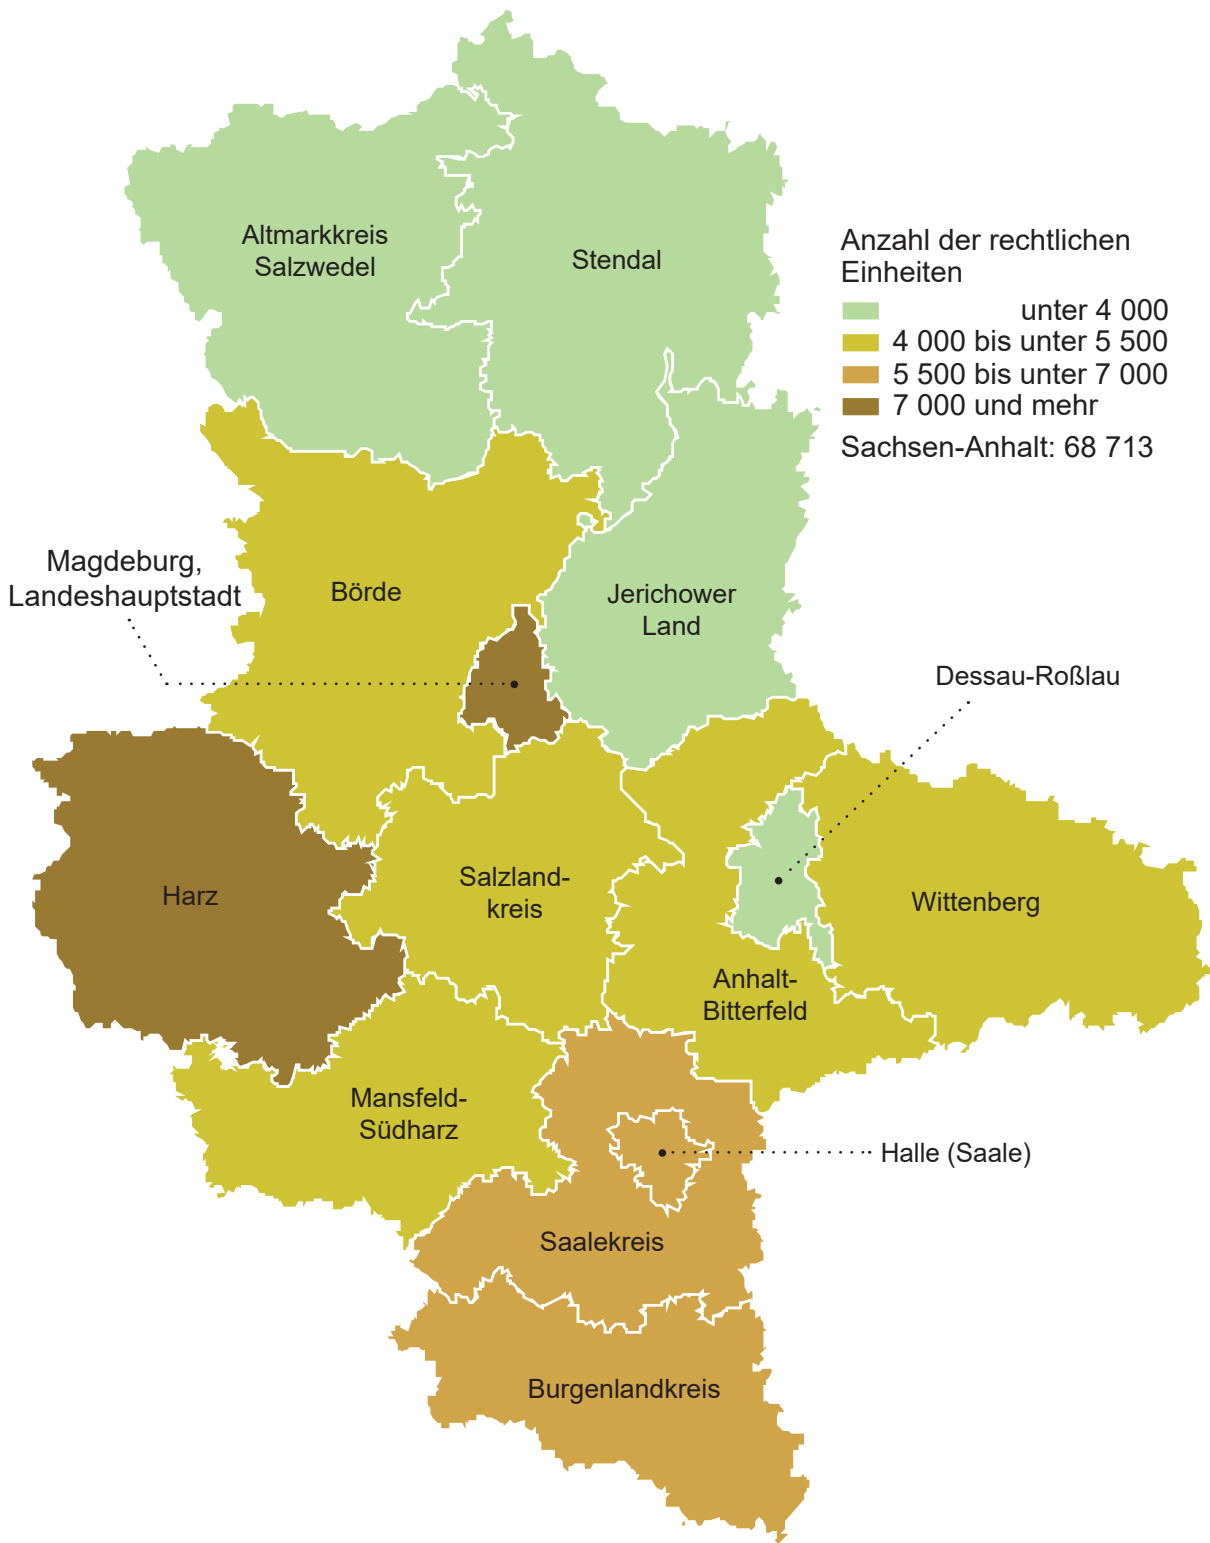 Altmarkkreis
Salzwedel
Stendal
Anzahl der rechtlichen
Einheiten
unter 4 000
4 000 bis unter 5 500
5 500 bis unter 7 000
7 000 und mehr
Sachsen-Anhalt: 68 713
Magdeburg,
Landeshauptstadt
Börde
Jerichower
Land
Dessau-Roßlau
Harz
Salzland-
kreis
Wittenberg
Anhalt-
Bitterfeld
Mansfeld-
Südharz
Halle (Saale)
Saalekreis
Burgenlandkreis